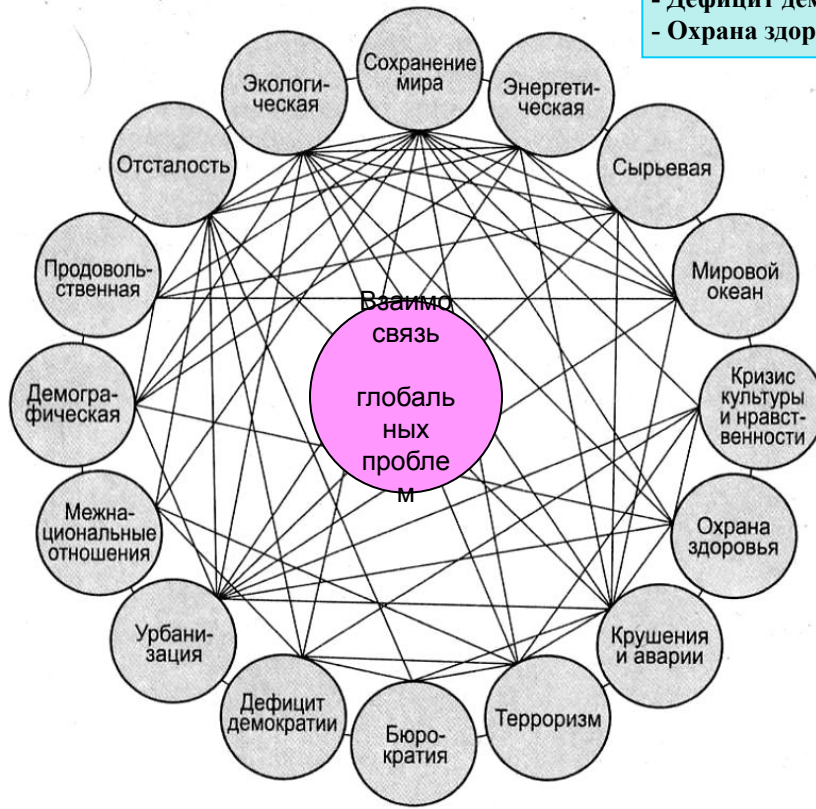 - Охрана здор
Сохранение
мира
Энергети-
ческая
Сырьевая
Мировой
океан
Кризис
культуры
и нравст-
венности
Охрана
здоровья
Крушения
и аварии
Терроризм
Бюро-
кратия
Дефицит
демократии
Урбани-
зация
Межна-
циональные
отношения
Демогра-
фическая
Продоволь-
ственная
Отсталость
Экологи-
ческая
Взаимо
связь
глобаль
ных
пробле
м